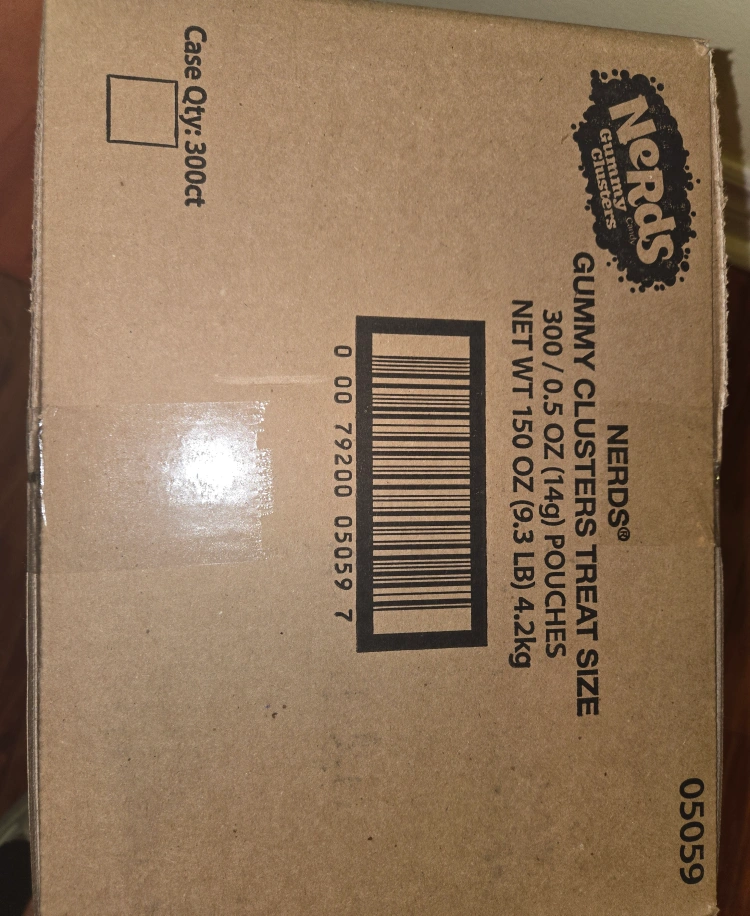 NeRds
Candy
Gummy
Clusters
05059
NERDS®
GUMMY CLUSTERS TREAT SIZE
300 / 0.5 OZ (14g) POUCHES
NET WT 150 OZ (9.3 LB) 4.2kg
0 00 79200 05059 7
Case Qty: 300ct